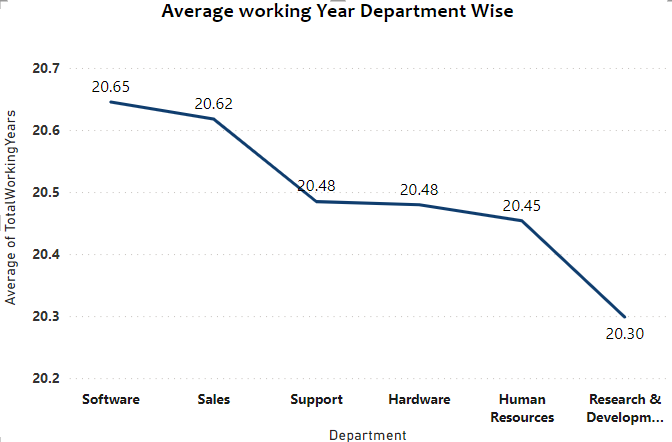 Average working Year Department Wise
Average of TotalWorkingYears
20.7
20.6
20.5
20.4
20.3
20.2
20.65
20.62
20.48
20.48
20.45
20.30
Software
Sales
Support
Hardware
Human
Resources
Research &
Developm...
Department